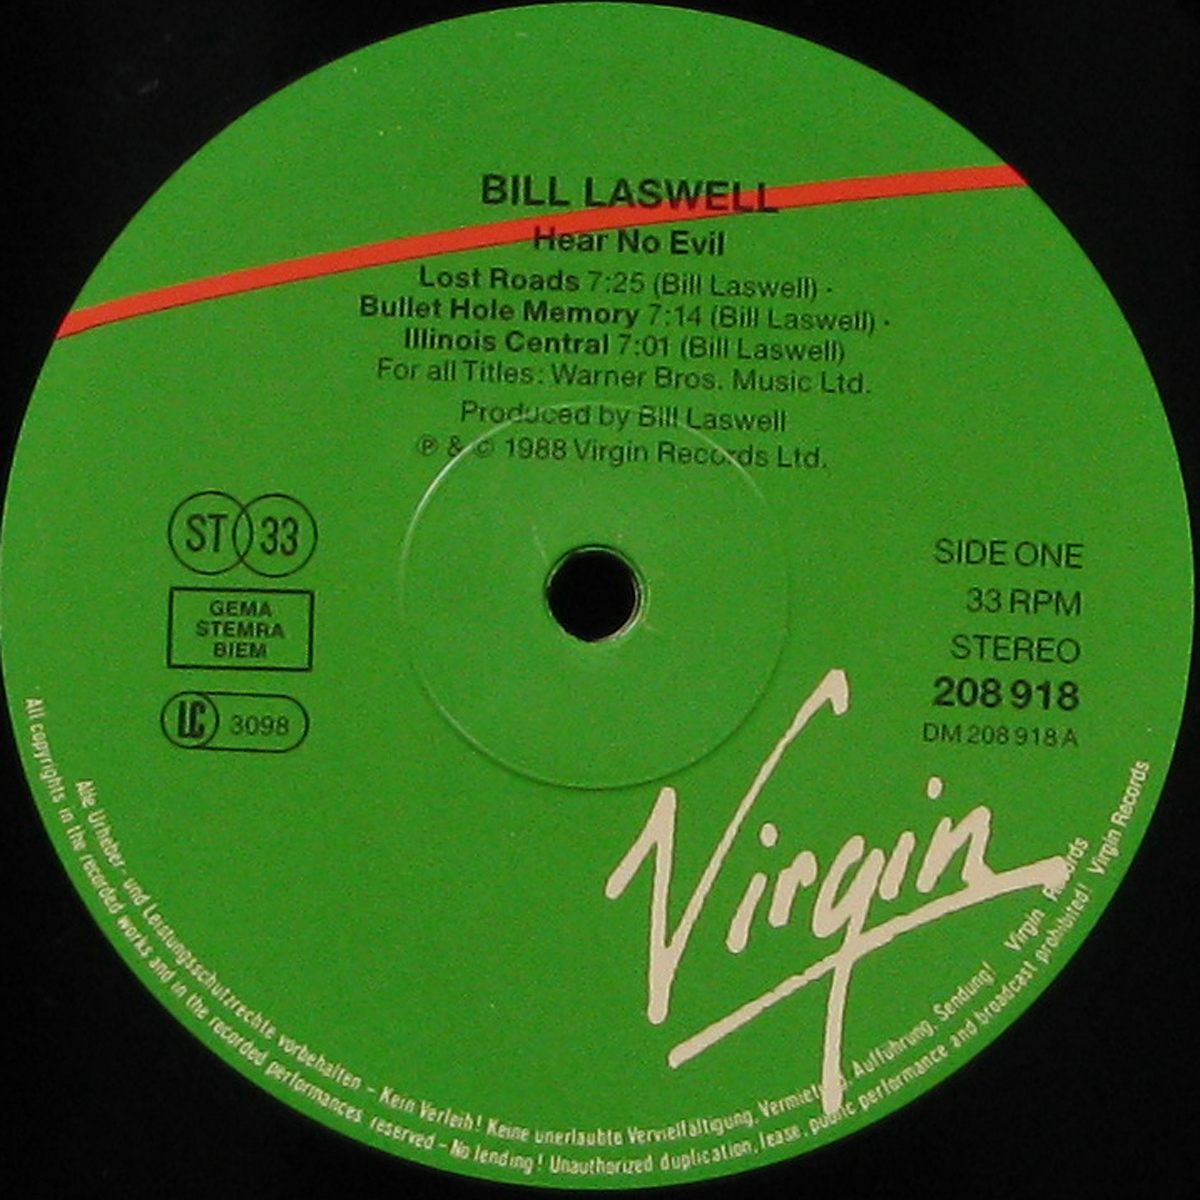 BILL LASWELL
Hear No Evil
Lost Roads 7:25 (Bill Laswell) ·
Bullet Hole Memory 7:14 (Bill Laswell) ·
Illinois Central 7:01 (Bill Laswell)
For all Titles: Warner Bros. Music Ltd.
Produced by Bill Laswell
℗ & © 1988 Virgin Records Ltd.
ST 33
GEMA
STEMRA
BIEM
LC 3098
SIDE ONE
33 RPM
STEREO
208 918
DM 208 918 A
Virgin
Alle Urheber- und Leistungsschutzrechte vorbehalten – Kein Verleih! Keine unerlaubte Vervielfältigung, Vermietung, Aufführung, Sendung! Virgin Records
All copyrights in the recorded works and in the recorded performances reserved – No lending! Unauthorized duplication, lease, public performance and broadcast prohibited! Virgin Records